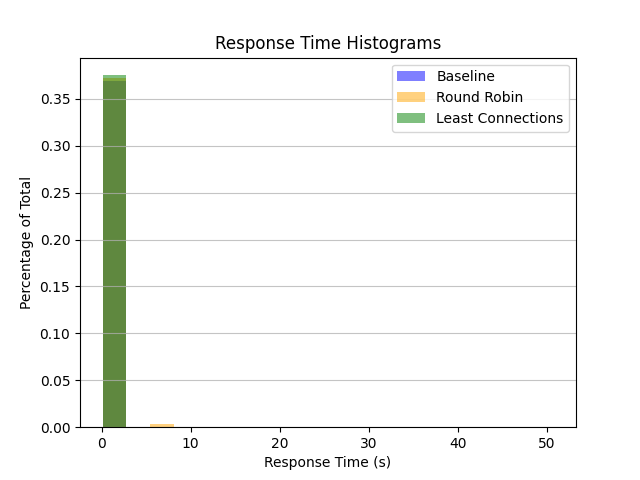 Response Time Histograms
Baseline
Round Robin
Least Connections
Percentage of Total
0.35
0.30
0.25
0.20
0.15
0.10
0.05
0.00
0 10 20 30 40 50
Response Time (s)